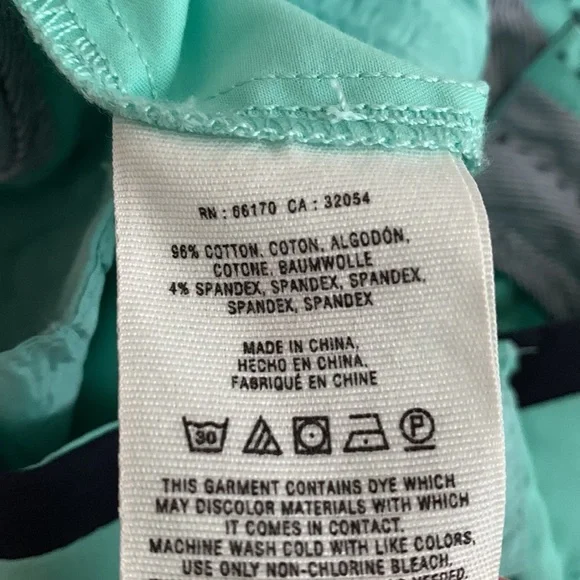 RN : 66170 CA : 32054
96% COTTON, COTON, ALGODÓN,
COTONE, BAUMWOLLE
4% SPANDEX, SPANDEX, SPANDEX,
SPANDEX, SPANDEX
MADE IN CHINA,
HECHO EN CHINA,
FABRIQUÉ EN CHINE
30 P
THIS GARMENT CONTAINS DYE WHICH
MAY DISCOLOR MATERIALS WITH WHICH
IT COMES IN CONTACT.
MACHINE WASH COLD WITH LIKE COLORS,
USE ONLY NON-CHLORINE BLEACH,